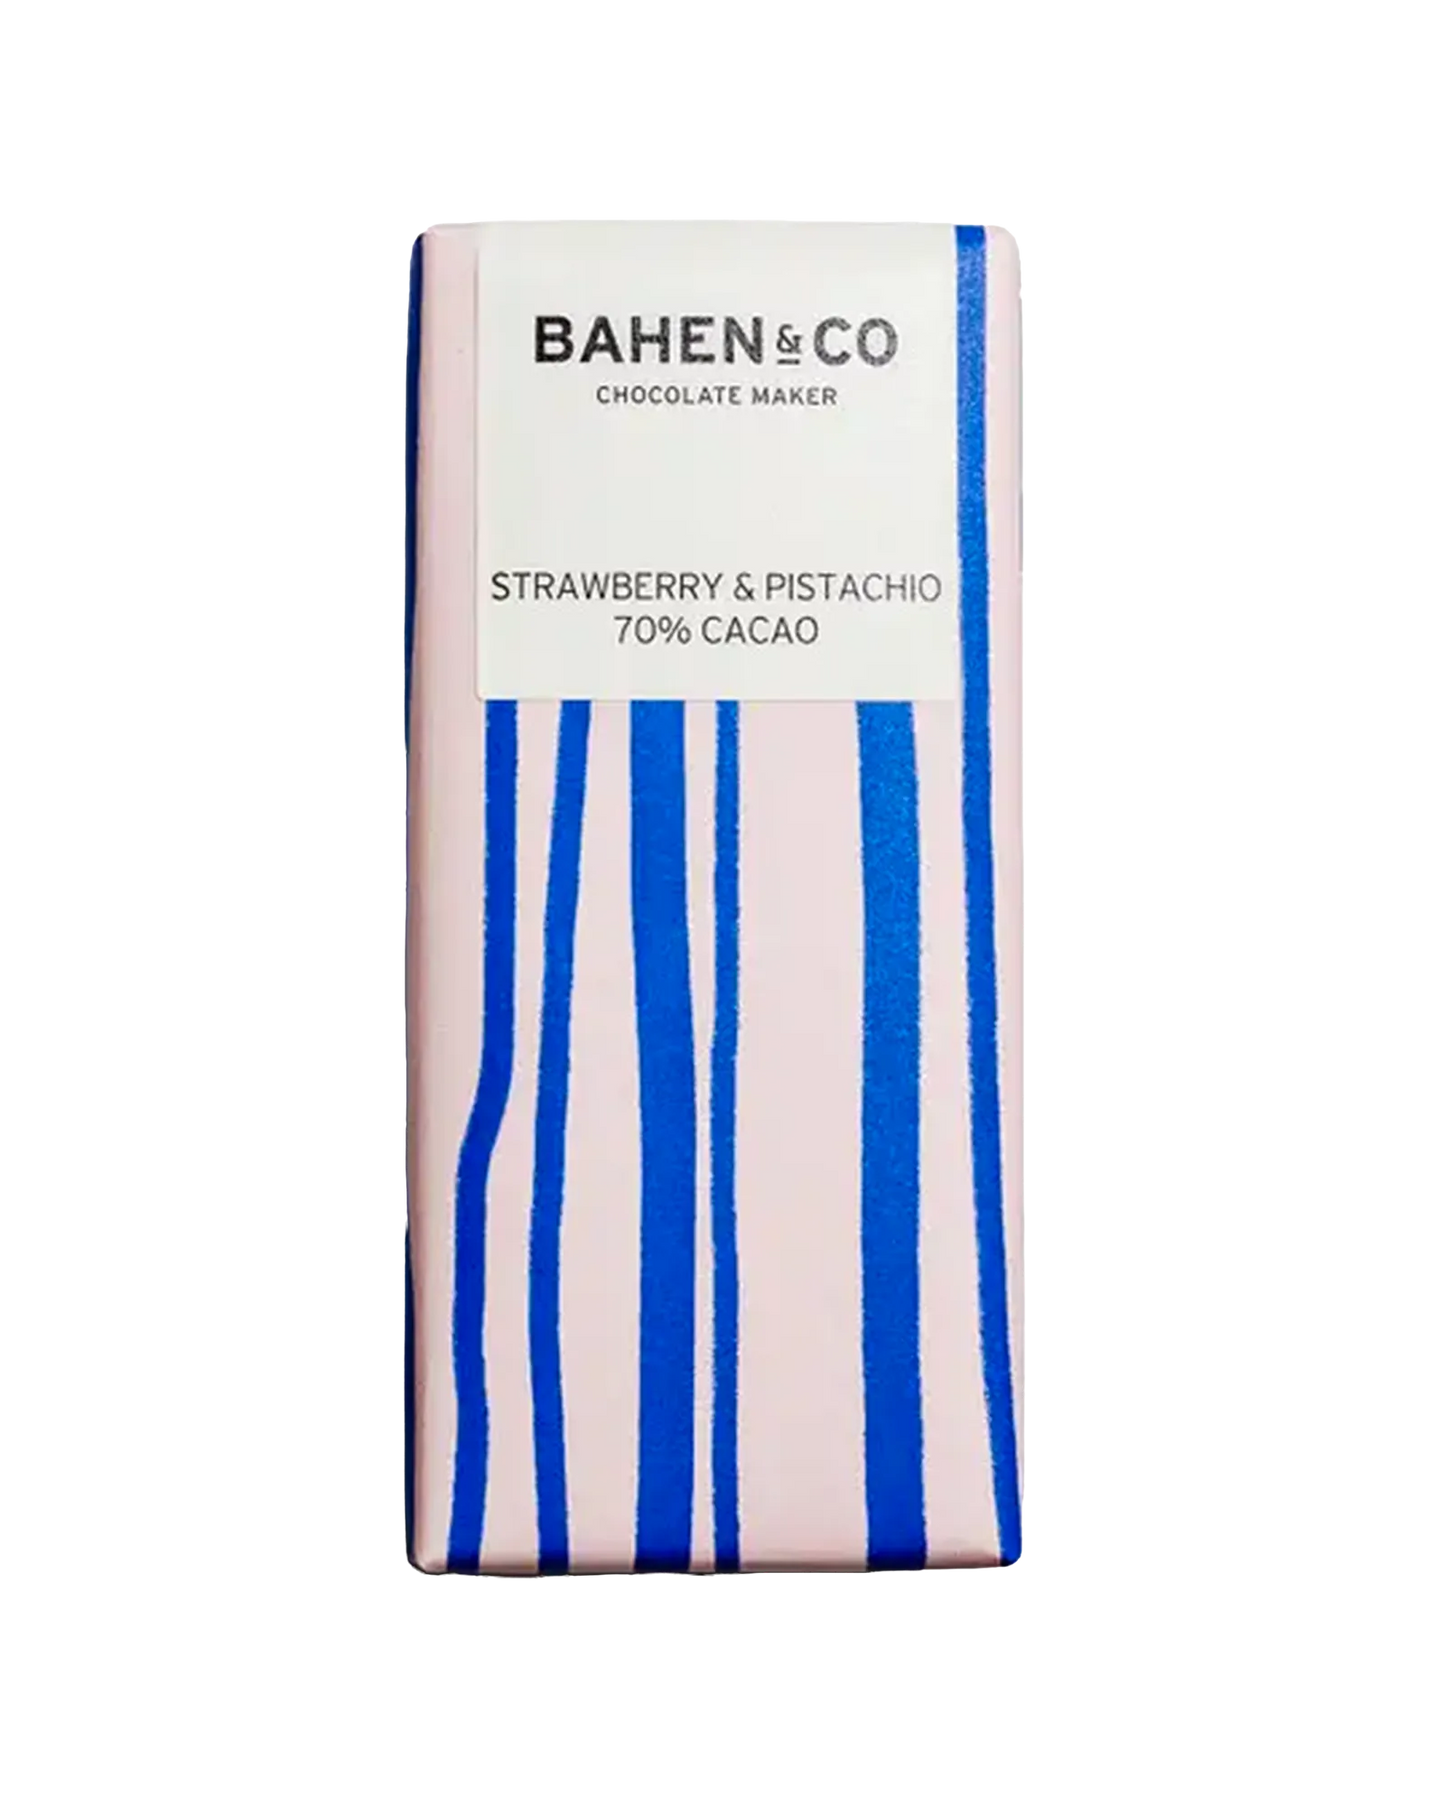 BAHEN & CO
CHOCOLATE MAKER
STRAWBERRY & PISTACHIO
70% CACAO